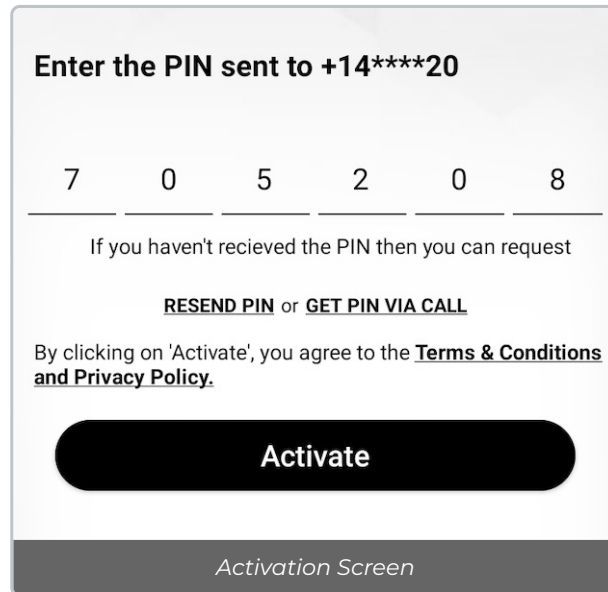 Enter the PIN sent to +14****20
7 0 5 2 0 8
If you haven't recieved the PIN then you can request
RESEND PIN or GET PIN VIA CALL
By clicking on 'Activate', you agree to the Terms & Conditions
and Privacy Policy.
Activate
Activation Screen